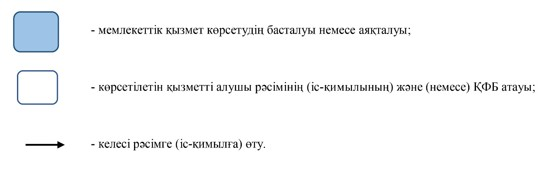 - мемлекеттік қызмет көрсетудің басталуы немесе аяқталуы;
- көрсетілетін қызметті алушы рәсімінің (іс-қимылының) және (немесе) ҚФБ атауы;
- келесі рәсімге (іс-қимылға) өту.